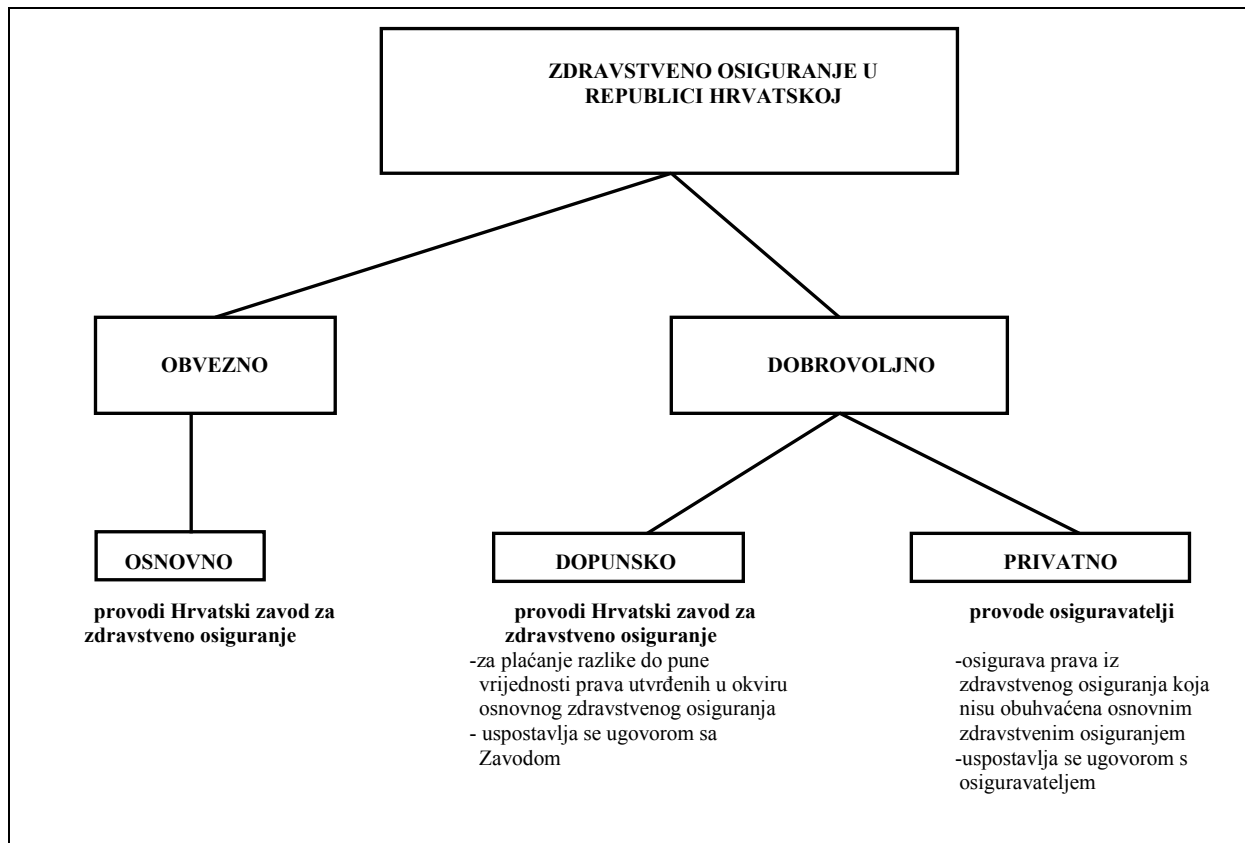 ZDRAVSTVENO OSIGURANJE U
REPUBLICI HRVATSKOJ
OBVEZNO
DOBROVOLJNO
OSNOVNO
provodi Hrvatski zavod za
zdravstveno osiguranje
DOPUNSKO
provodi Hrvatski zavod za
zdravstveno osiguranje
-za plaćanje razlike do pune
vrijednosti prava utvrđenih u okviru
osnovnog zdravstvenog osiguranja
- uspostavlja se ugovorom sa
Zavodom
PRIVATNO
provode osiguravatelji
-osigurava prava iz
zdravstvenog osiguranja koja
nisu obuhvaćena osnovnim
zdravstvenim osiguranjem
-uspostavlja se ugovorom s
osiguravateljem